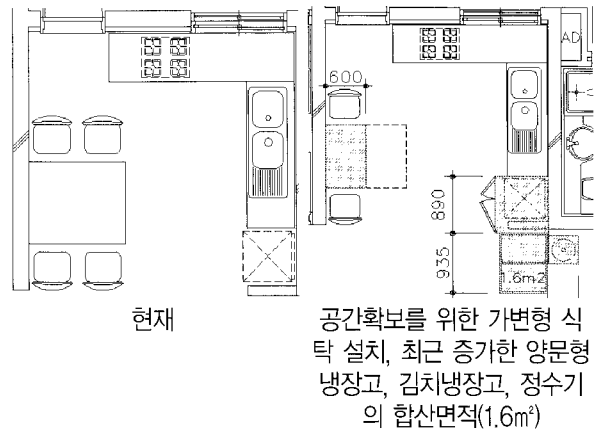 AD
600
890
935
1.6m2
현재
공간확보를 위한 가변형 식
탁 설치, 최근 증가한 양문형
냉장고, 김치냉장고, 정수기
의 합산면적(1.6㎡)